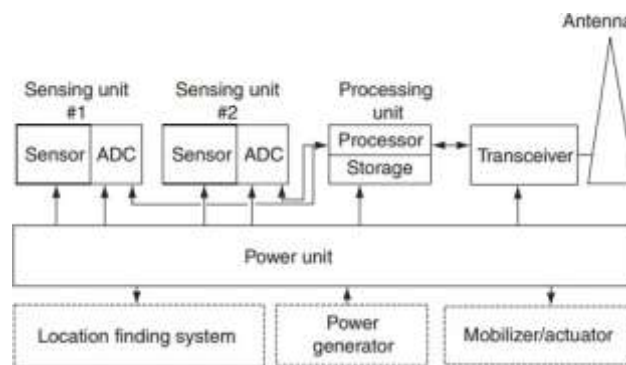 Antenna
Sensing unit
#1
Sensing unit
#2
Processing
unit
Sensor
ADC
Sensor
ADC
Processor
Storage
Transceiver
Power unit
Location finding system
Power
generator
Mobilizer/actuator